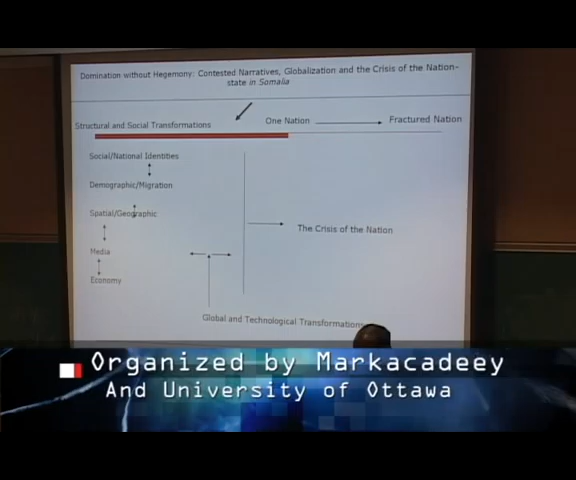 Domination without Hegemony: Contested Narratives, Globalization and the Crisis of the Nation-
state in Somalia
Structural and Social Transformations
One Nation
Fractured Nation
Social/National Identities
Demographic/Migration
Spatial/Geographic
Media
Economy
The Crisis of the Nation
Global and Technological Transformations
Organized by Markacadeey
And University of Ottawa